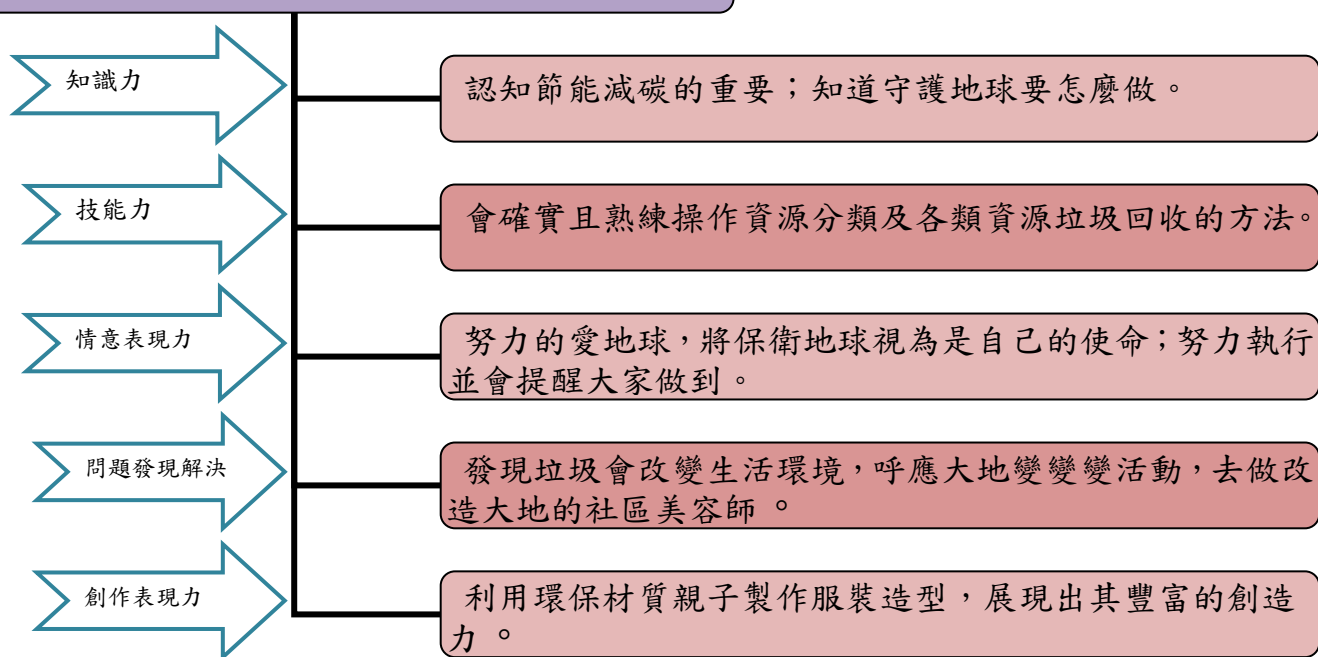 知識力
認知節能減碳的重要；知道守護地球要怎麼做。
技能力
會確實且熟練操作資源分類及各類資源垃圾回收的方法。
情意表現力
努力的愛地球，將保衛地球視為是自己的使命；努力執行
並會提醒大家做到。
問題發現解決
發現垃圾會改變生活環境，呼應大地變變變活動，去做改
造大地的社區美容師。
創作表現力
利用環保材質親子製作服裝造型，展現出其豐富的創造
力。